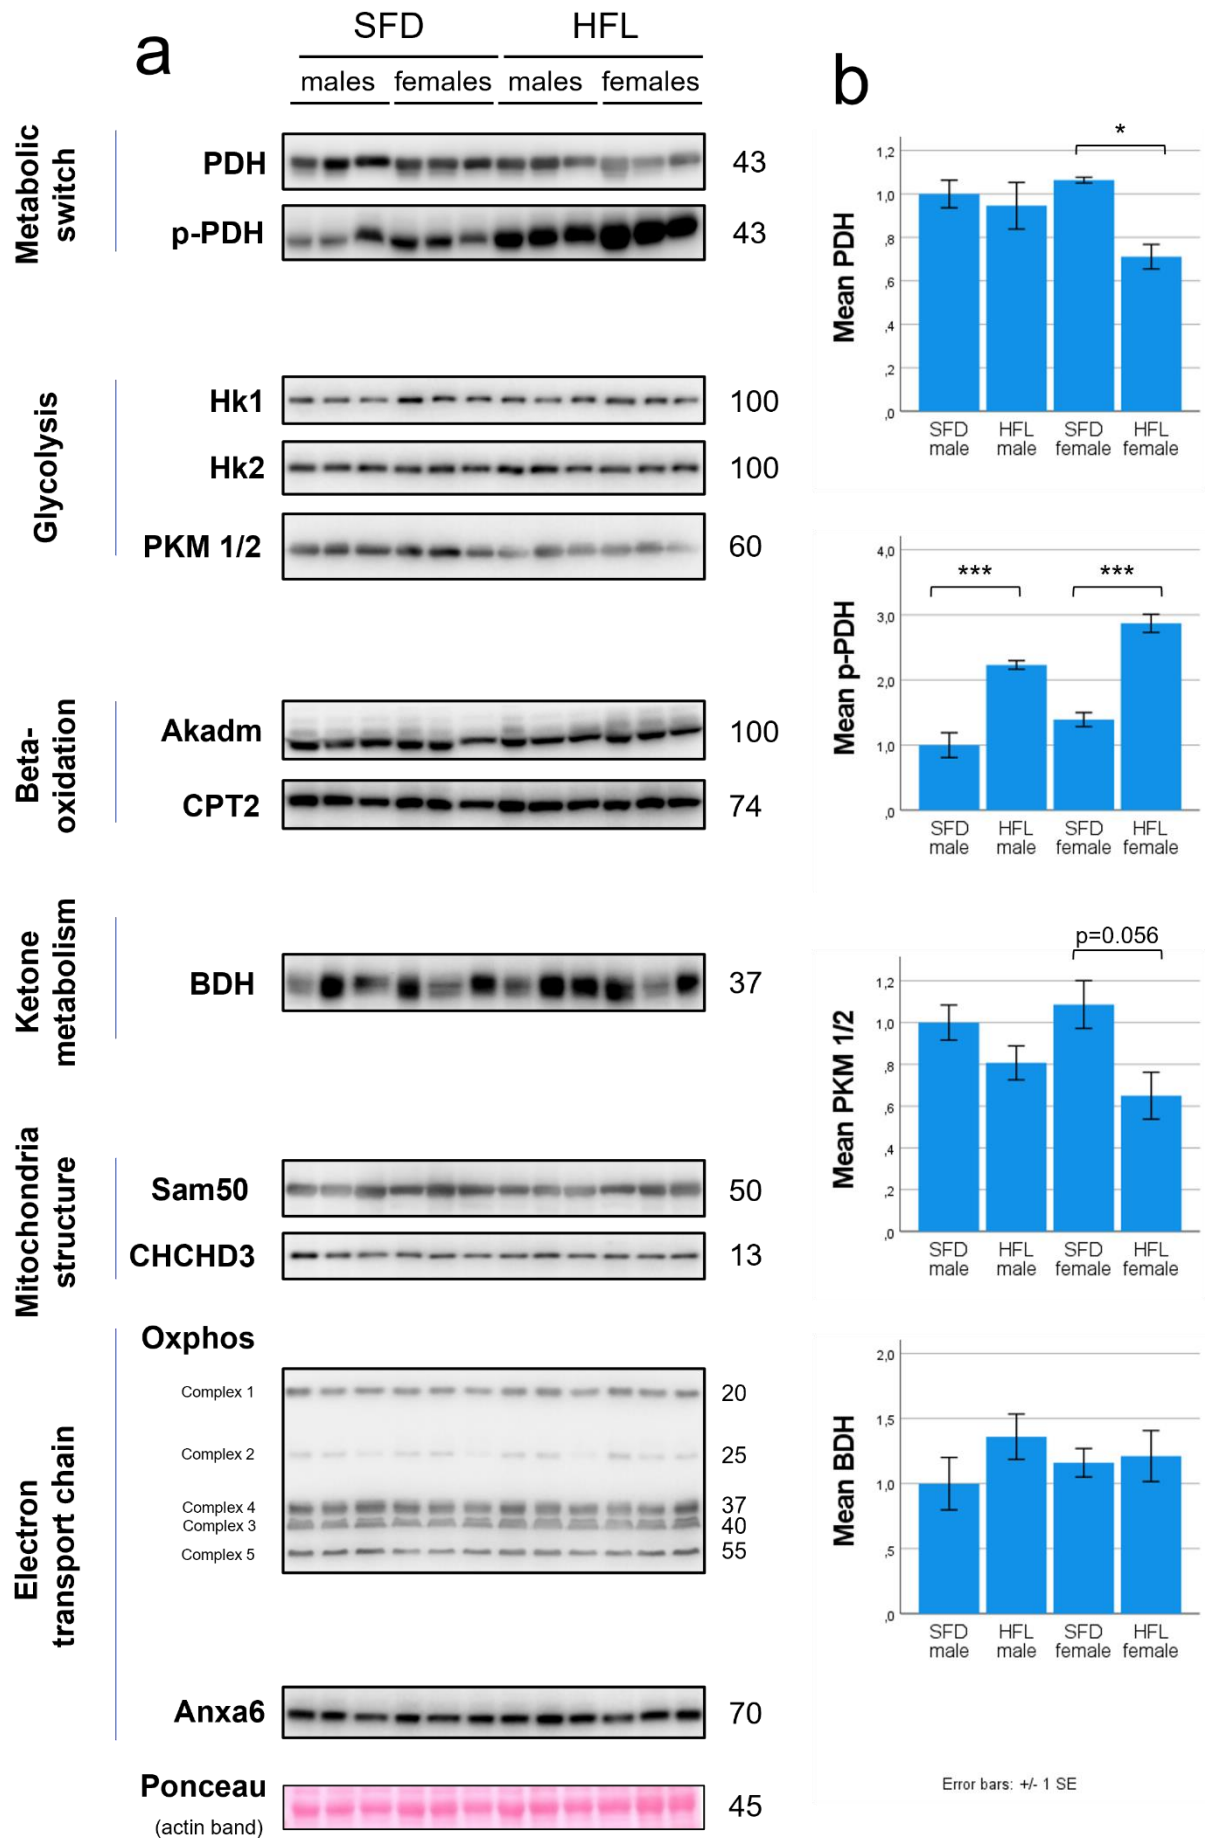 a
SFD
HFL
males
females
males
females
Metabolic
switch
PDH
43
p-PDH
43
Glycolysis
Hk1
100
Hk2
100
PKM 1/2
60
Beta-
oxidation
Akadm
100
CPT2
74
Ketone
metabolism
BDH
37
Mitochondria
structure
Sam50
50
CHCHD3
13
Electron
transport chain
Oxphos
Complex 1
20
Complex 2
25
Complex 4
37
Complex 3
40
Complex 5
55
Anxa6
70
Ponceau
(actin band)
45
b
Mean PDH
*
1,2
1,0
,8
,6
,4
,2
,0
SFD
male
HFL
male
SFD
female
HFL
female
Mean p-PDH
***
***
4,0
3,0
2,0
1,0
,0
SFD
male
HFL
male
SFD
female
HFL
female
Mean PKM 1/2
p=0.056
1,2
1,0
,8
,6
,4
,2
,0
SFD
male
HFL
male
SFD
female
HFL
female
Mean BDH
2,0
1,5
1,0
,5
,0
SFD
male
HFL
male
SFD
female
HFL
female
Error bars: +/- 1 SE